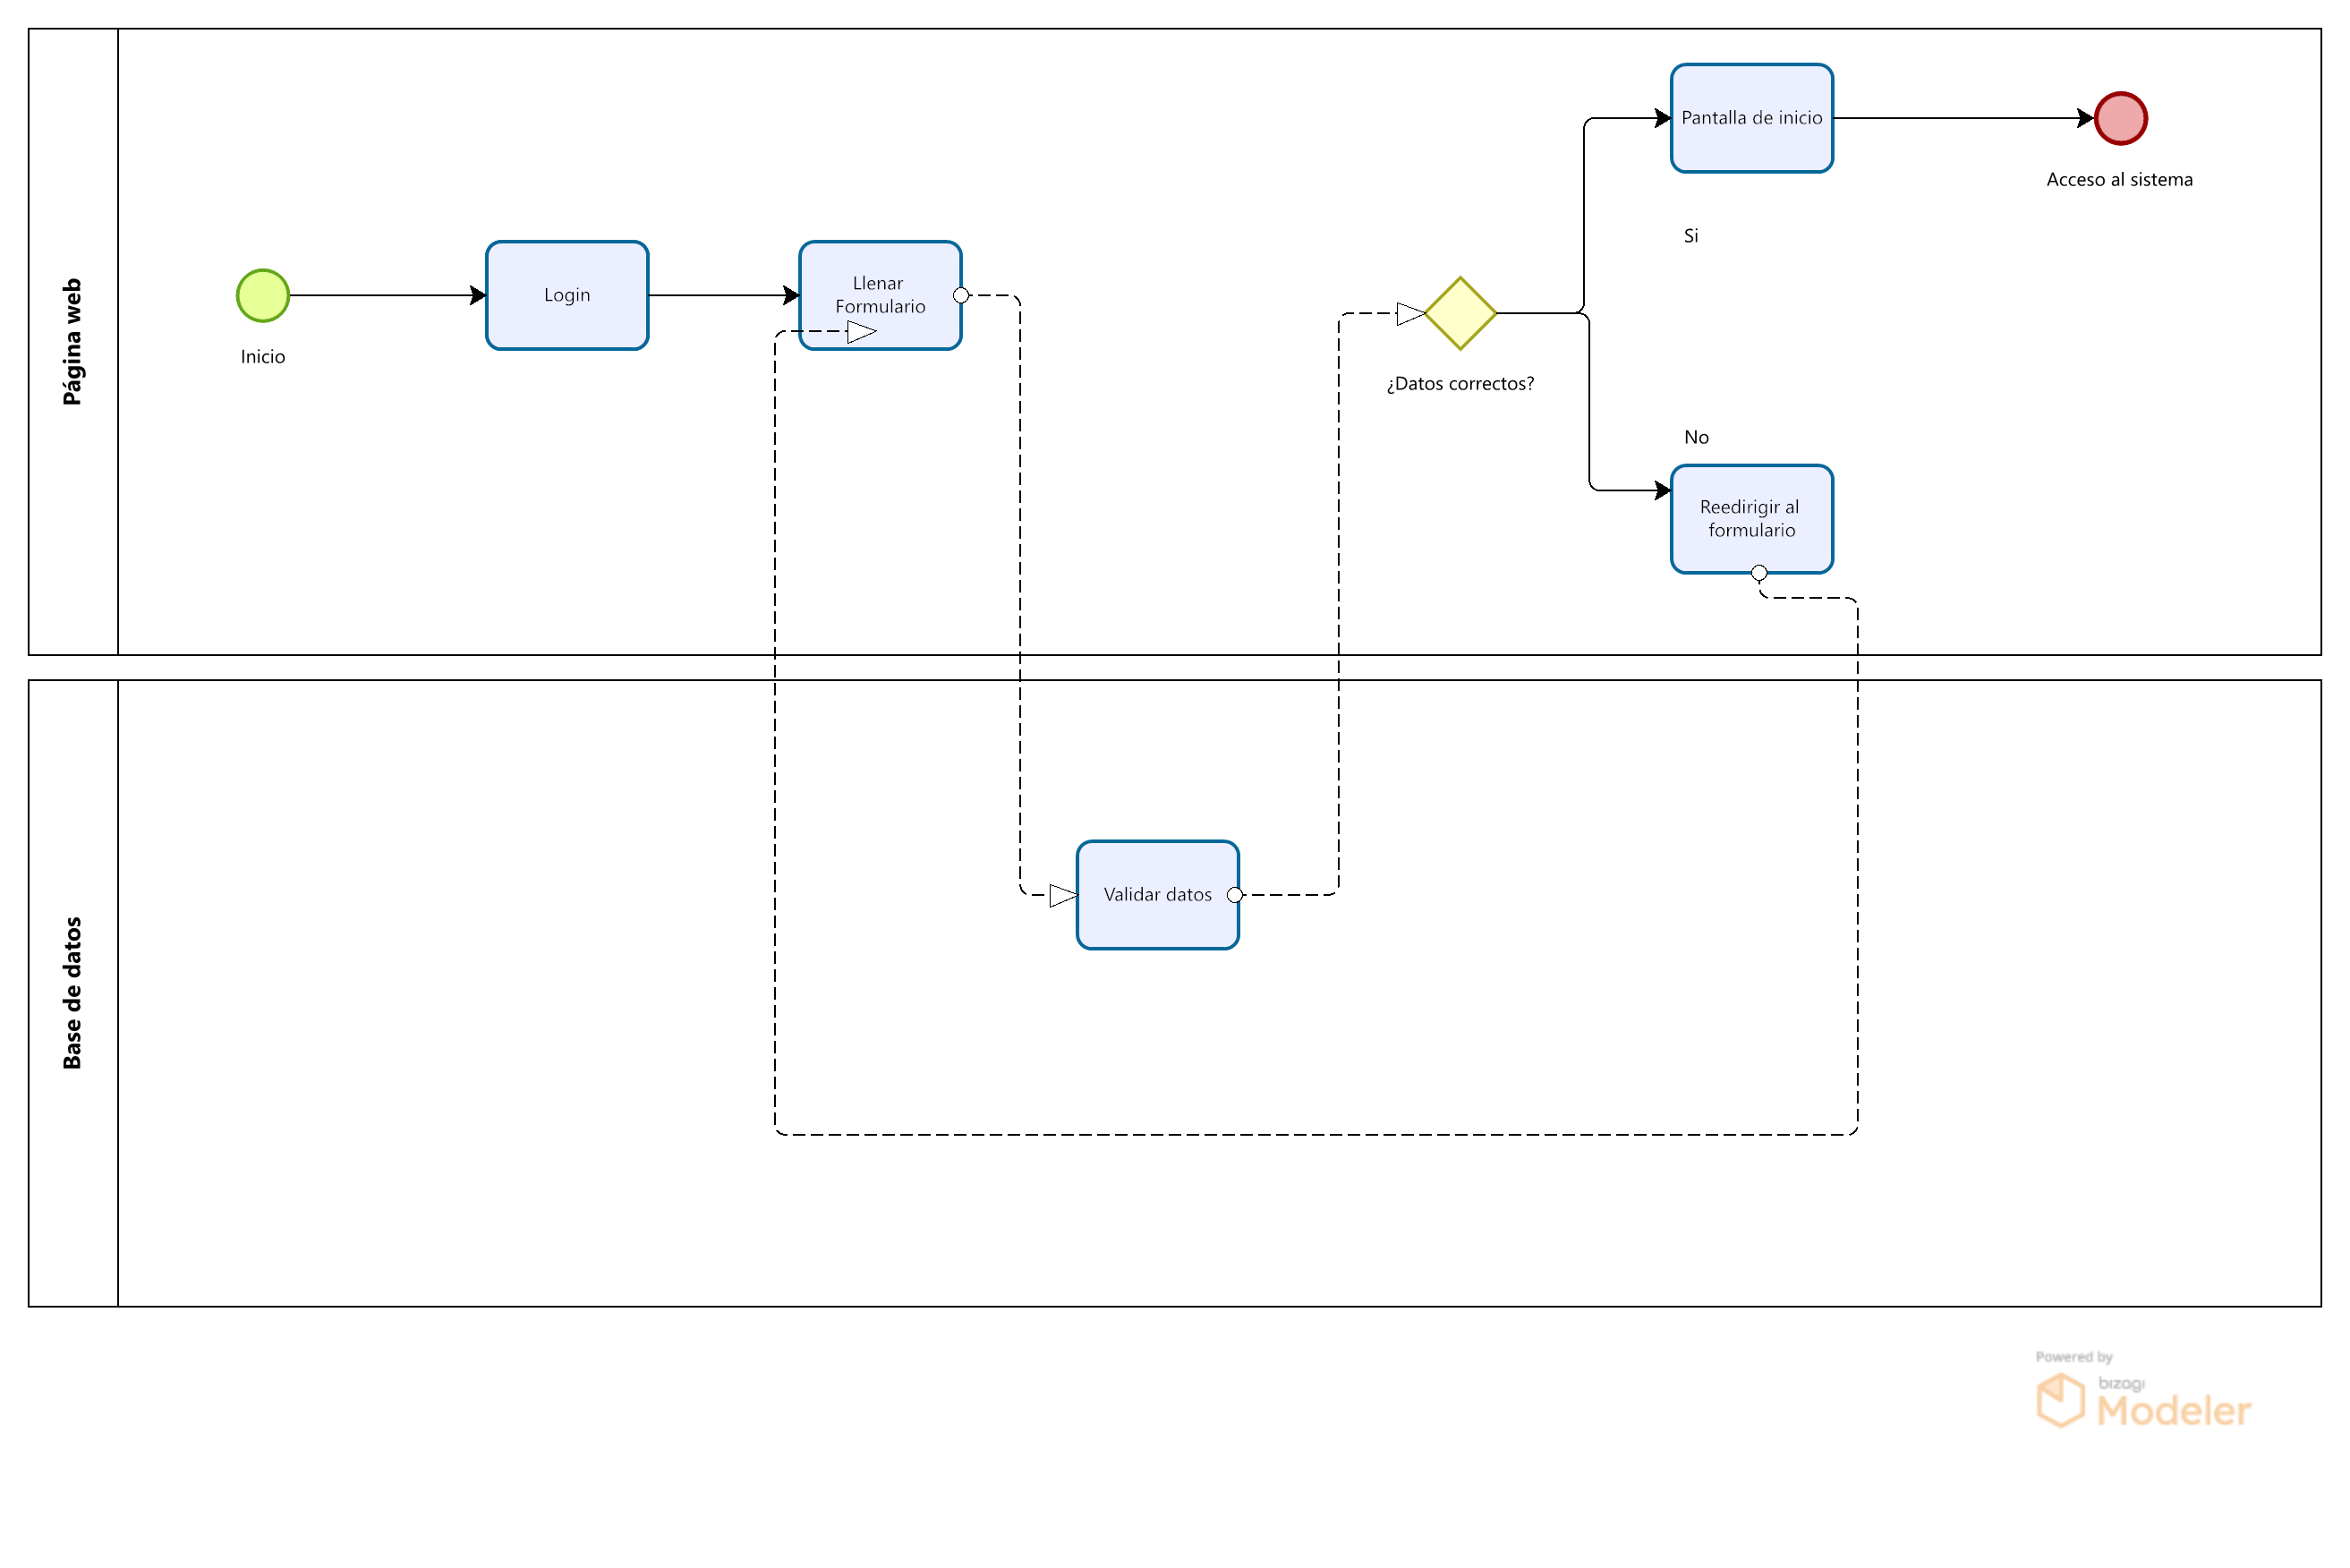 Página web
Inicio
Login
Llenar
Formulario
¿Datos correctos?
Si
No
Pantalla de inicio
Acceso al sistema
Reedirigir al
formulario
Base de datos
Validar datos
Powered by
bizagi
Modeler